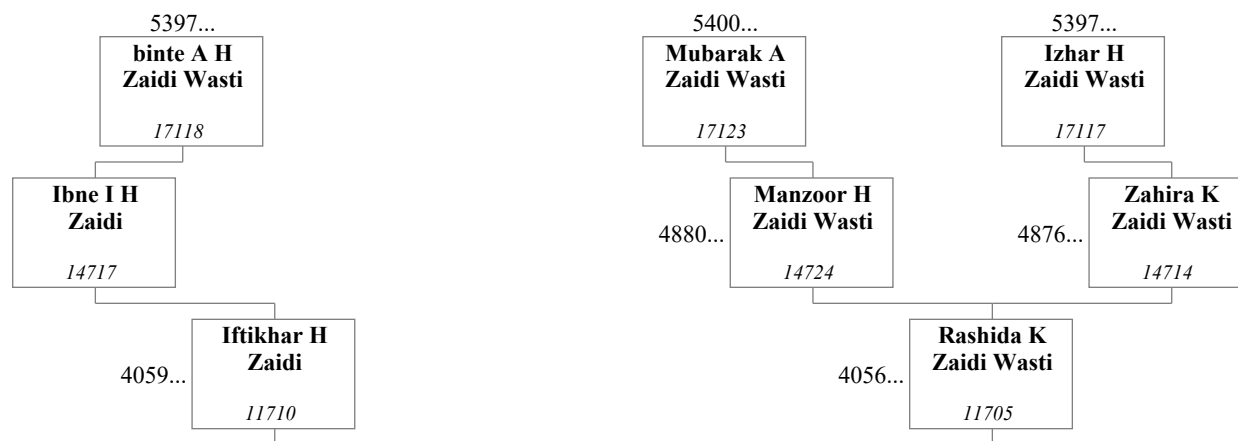 5397...
binte A H
Zaidi Wasti
17118
5400...
Mubarak A
Zaidi Wasti
17123
5397...
Izhar H
Zaidi Wasti
17117
Ibne I H
Zaidi
14717
4880...
Manzoor H
Zaidi Wasti
14724
4876...
Zahira K
Zaidi Wasti
14714
4059...
Iftikhar H
Zaidi
11710
4056...
Rashida K
Zaidi Wasti
11705